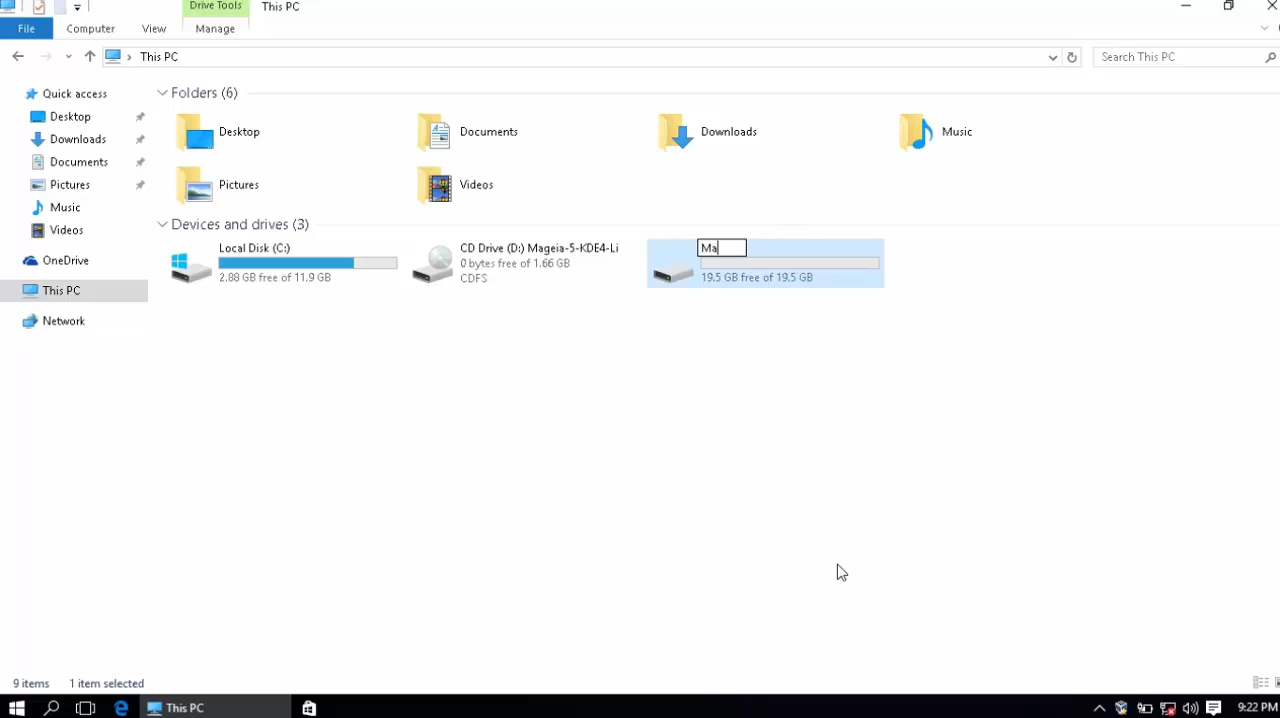 Drive Tools
This PC
File
Computer
View
Manage
This PC
Search This PC
Quick access
Desktop
Downloads
Documents
Pictures
Music
Videos
OneDrive
This PC
Network
Folders (6)
Desktop
Documents
Downloads
Music
Pictures
Videos
Devices and drives (3)
Local Disk (C:)
2.88 GB free of 11.9 GB
CD Drive (D:) Mageia-5-KDE4-Li
0 bytes free of 1.66 GB
CDFS
Ma
19.5 GB free of 19.5 GB
9 items
1 item selected
This PC
9:22 PM